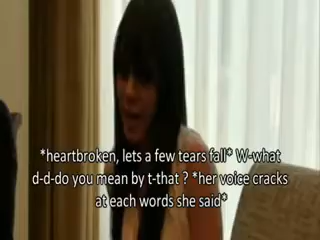 *heartbroken, lets a few tears fall* W-what
d-d-do you mean by t-that ? *her voice cracks
at each words she said*